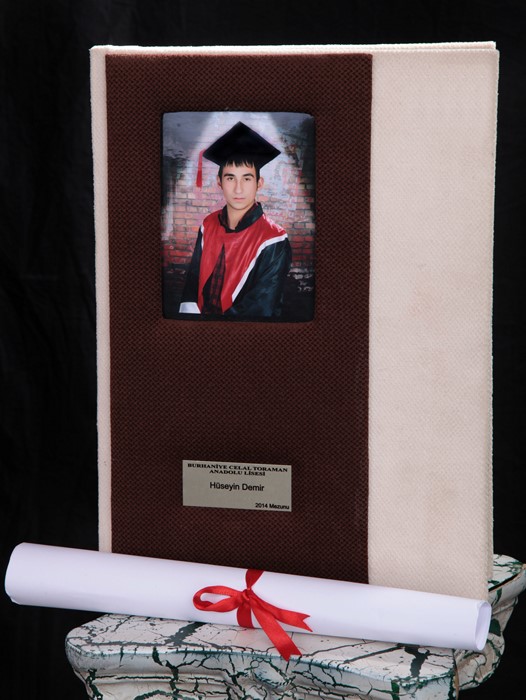 BURHANİYE CELAL TORAMAN
ANADOLU LİSESİ
Hüseyin Demir
2014 Mezunu